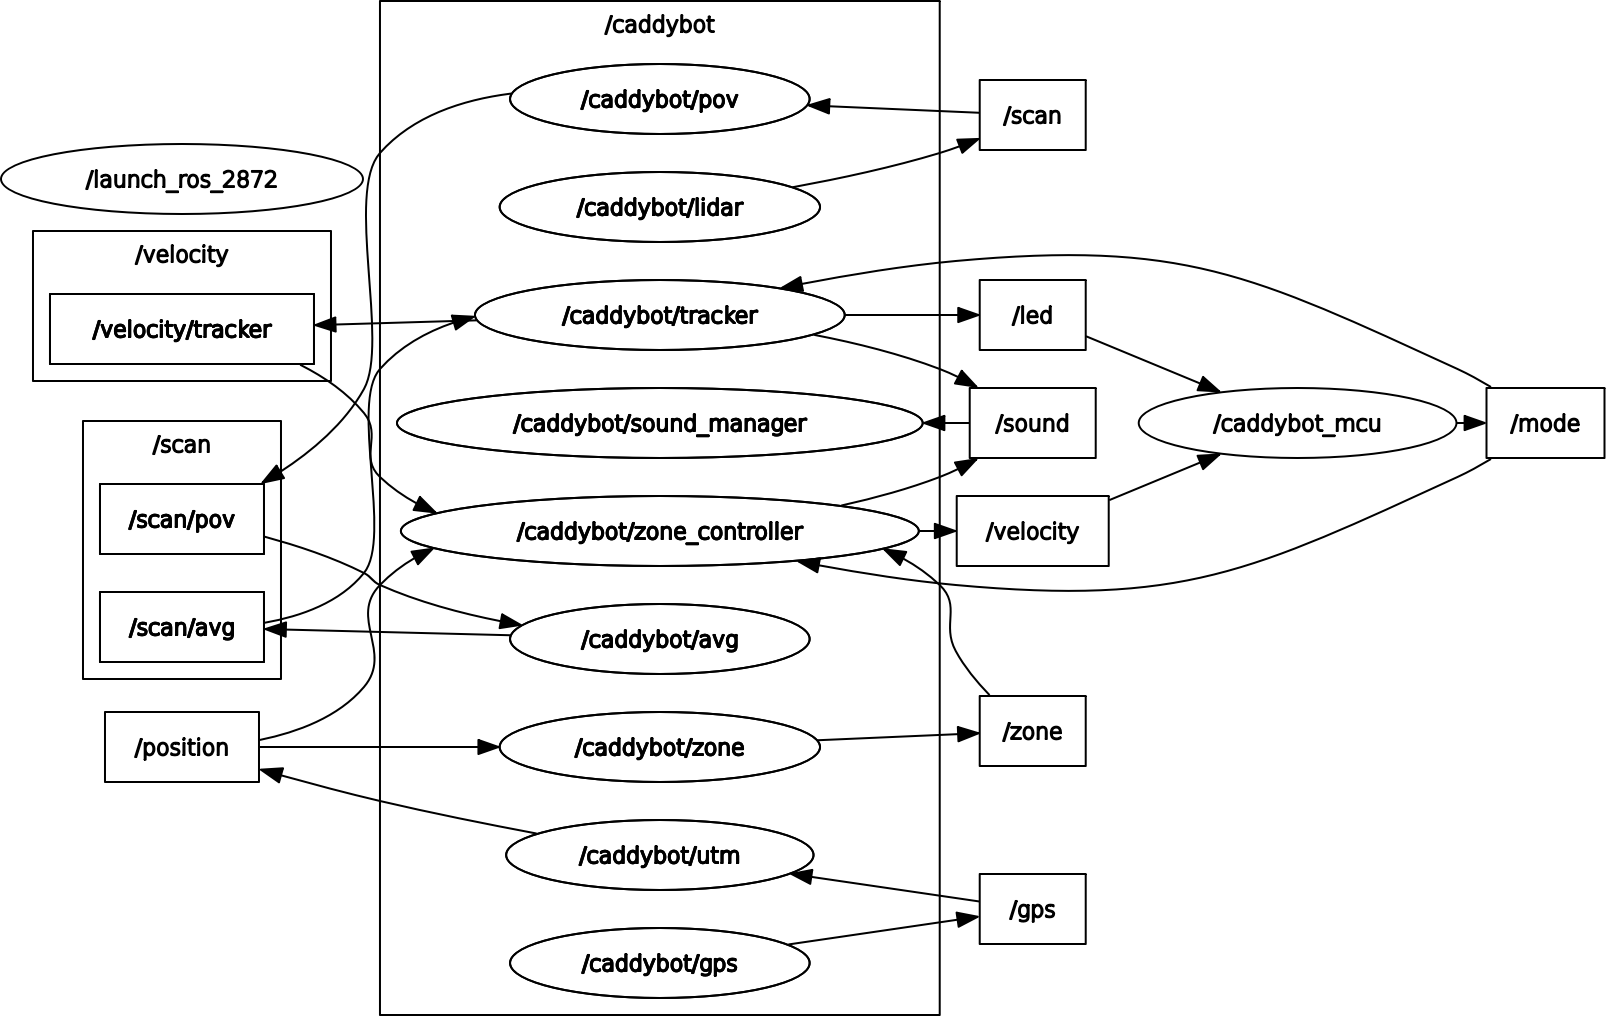 /caddybot
/caddybot/pov
/scan
/launch_ros_2872
/caddybot/lidar
/velocity
/velocity/tracker
/caddybot/tracker
/led
/scan
/caddybot/sound_manager
/sound
/caddybot_mcu
/mode
/scan/pov
/caddybot/zone_controller
/velocity
/scan/avg
/caddybot/avg
/position
/caddybot/zone
/zone
/caddybot/utm
/gps
/caddybot/gps